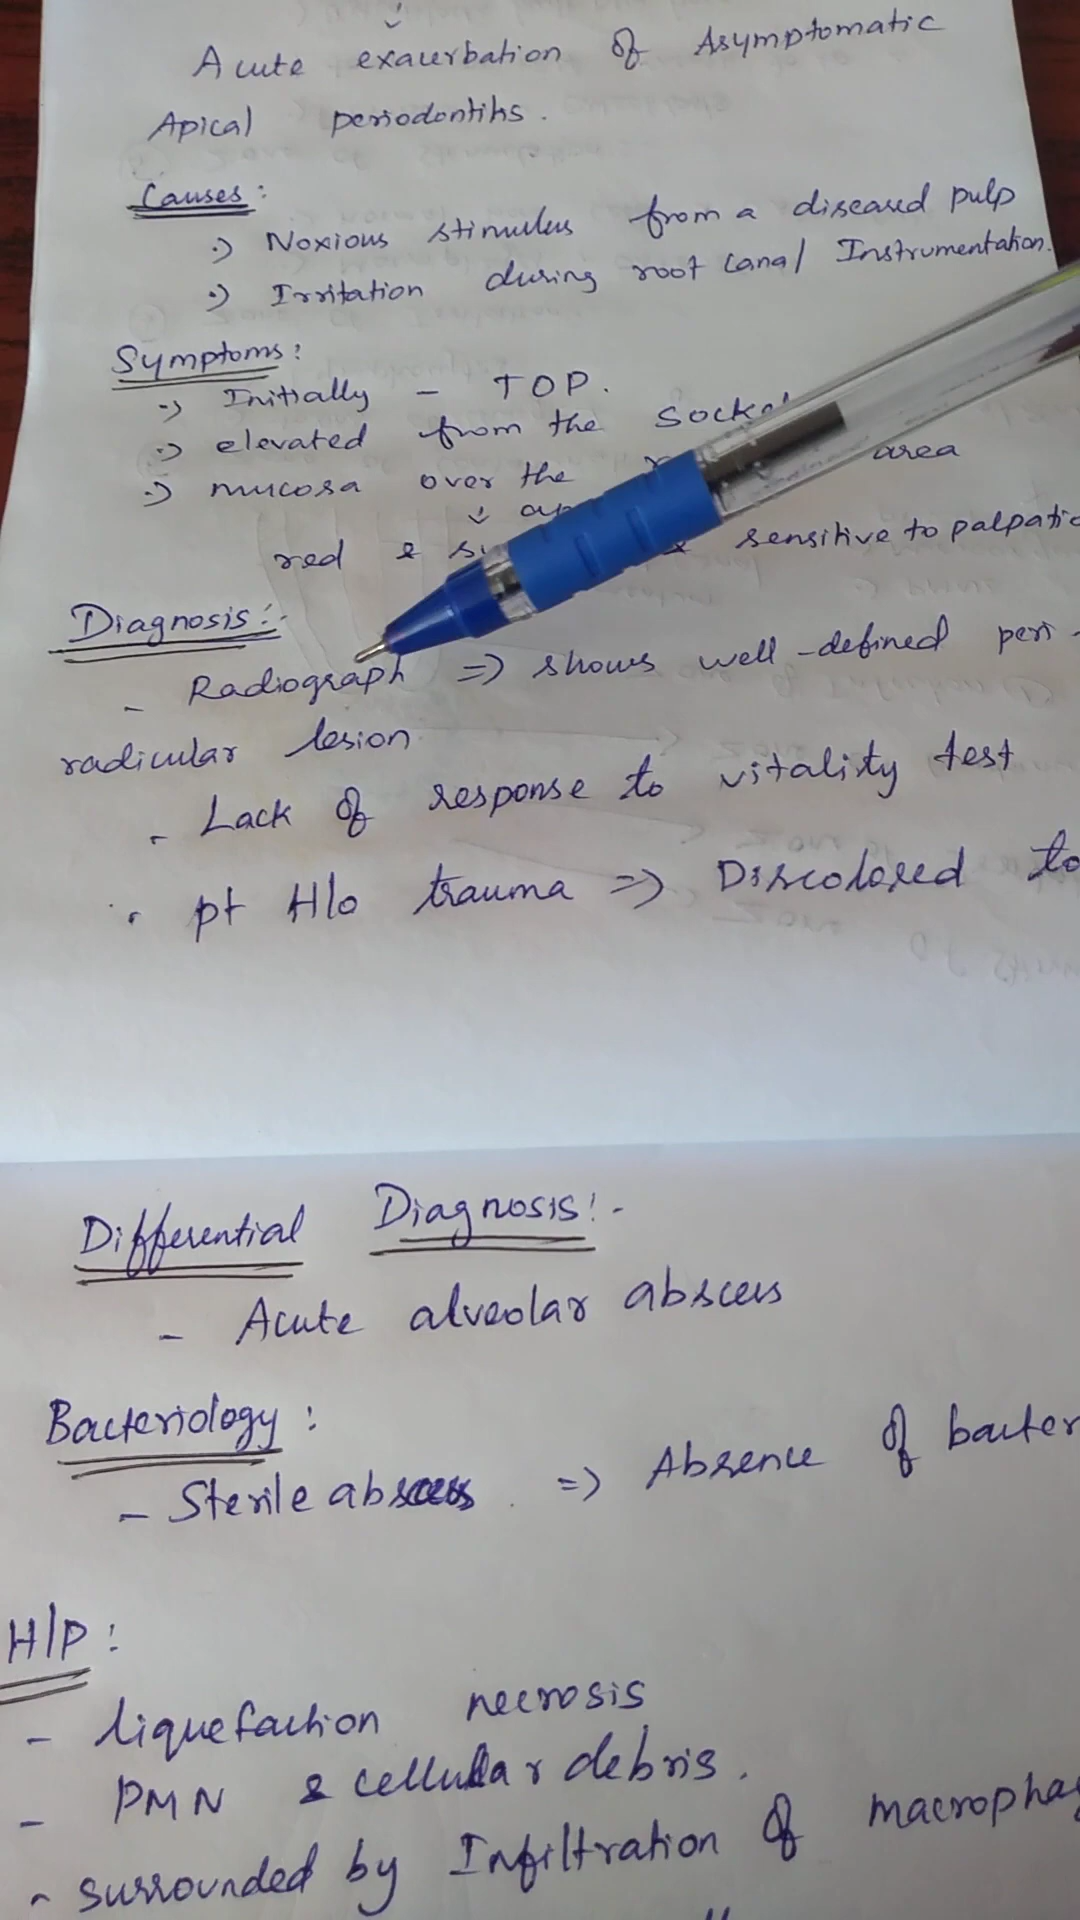 Acute exacerbation of Asymptomatic
Apical periodontitis.
Causes:
Noxious stimulus from a diseased pulp
Irritation during root canal Instrumentation.
Symptoms:
Initially - TOP.
elevated from the
mucosa over the area
red & & sensitive to
Diagnosis:-
- Radiograph => shows well-defined peri-
radicular lesion.
- Lack of response to vitality test
. pt H/o trauma => Discolored
Differential Diagnosis:-
- Acute alveolar abscess
Bacteriology:
- Sterile abscess => Absence of
H/P:
- liquefaction necrosis
- PMN & cellular debris.
- surrounded by Infiltration of